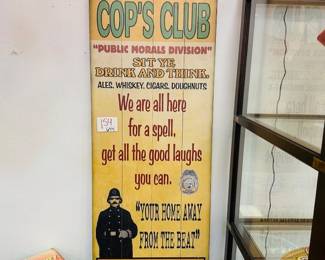 COP'S CLUB
"PUBLIC MORALS DIVISION"
SIT YE
DRINK AND THINK.
ALES, WHISKEY, CIGARS, DOUGHNUTS
We are all here
for a spell,
get all the good laughs
you can.
"YOUR HOME AWAY
FROM THE BEAT"